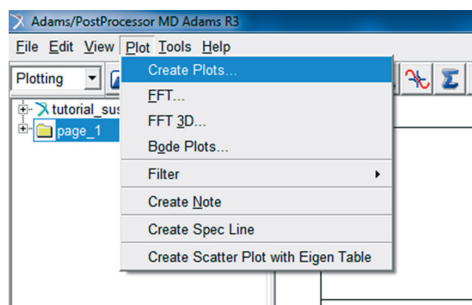 Adams/PostProcessor MD Adams R3
File Edit View Plot Tools Help
Plotting
Create Plots...
FFT...
FFT 3D...
Bode Plots...
Filter
Create Note
Create Spec Line
Create Scatter Plot with Eigen Table
tutorial_sus
page_1